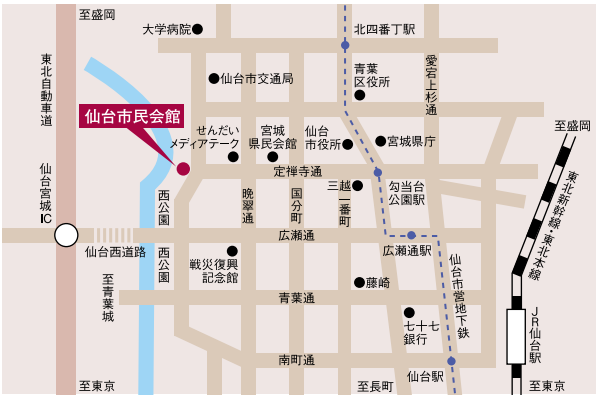 至盛岡
大学病院
北四番丁駅
東北自動車道
仙台市交通局
青葉
区役所
愛宕上杉通
仙台市民会館
せんだい
メディアテーク
宮城
県民会館
仙台
市役所
宮城県庁
至盛岡
仙台宮城IC
西公園
定禅寺通
晩翠通
国分町
三越
一番町
勾当台
公園駅
東北新幹線・東北本線
広瀬通
広瀬通駅
仙台西道路
西公園
戦災復興
記念館
仙台市営地下鉄
至青葉城
藤崎
青葉通
七十七
銀行
JR仙台駅
南町通
仙台駅
至東京
至長町
至東京